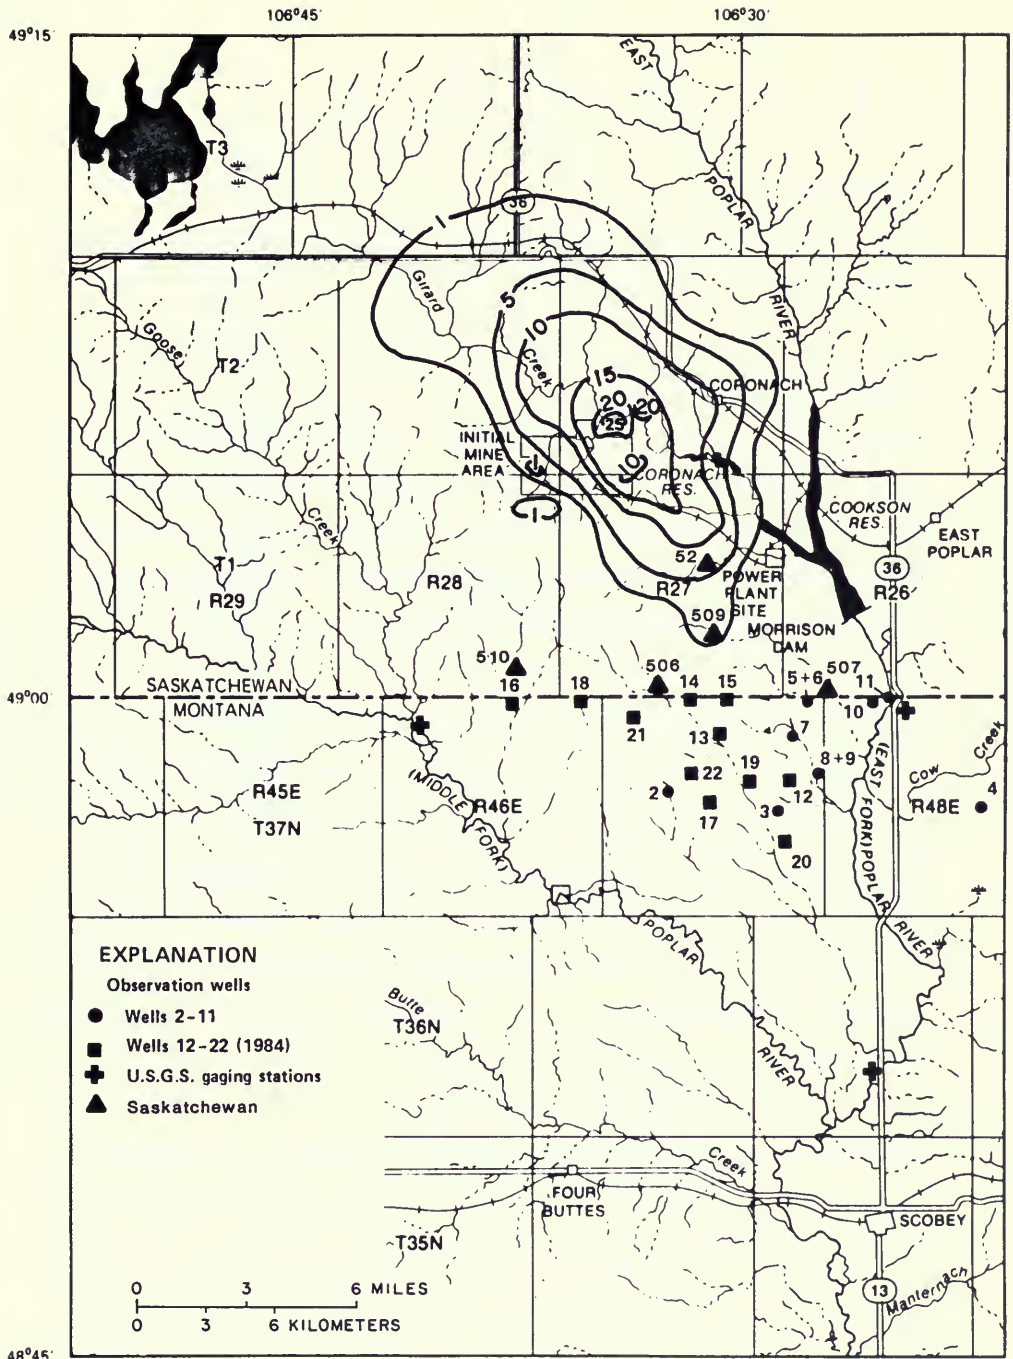 106°45'
106°30'
49°15'
EAST
T3
POPLAR
36
1
RIVER
Girard
5
Goose
10
T2
Creek
15
CORONACH
20
20
25
INITIAL
MINE
AREA
1
10
CORONACH
RES.
1
Creek
COOKSON
RES.
EAST
POPLAR
52
T1
R28
R27
POWER
PLANT
SITE
36
R26
R29
509
MORRISON
DAM
510
506
507
SASKATCHEWAN
16
18
14
15
5+6
11
49°00'
MONTANA
21
13
7
10
(EAST FORK) POPLAR
RIVER
8+9
Cow Creek
22
19
4
R45E
(MIDDLE
FORK)
R46E
2
12
R48E
17
3
T37N
20
POPLAR
RIVER
EXPLANATION
Observation wells
Wells 2-11
Wells 12-22 (1984)
U.S.G.S. gaging stations
Saskatchewan
Butte
T36N
Creek
FOUR
BUTTES
SCOBEY
T35N
13
Manternach
0 3 6 MILES
0 3 6 KILOMETERS
48°45'